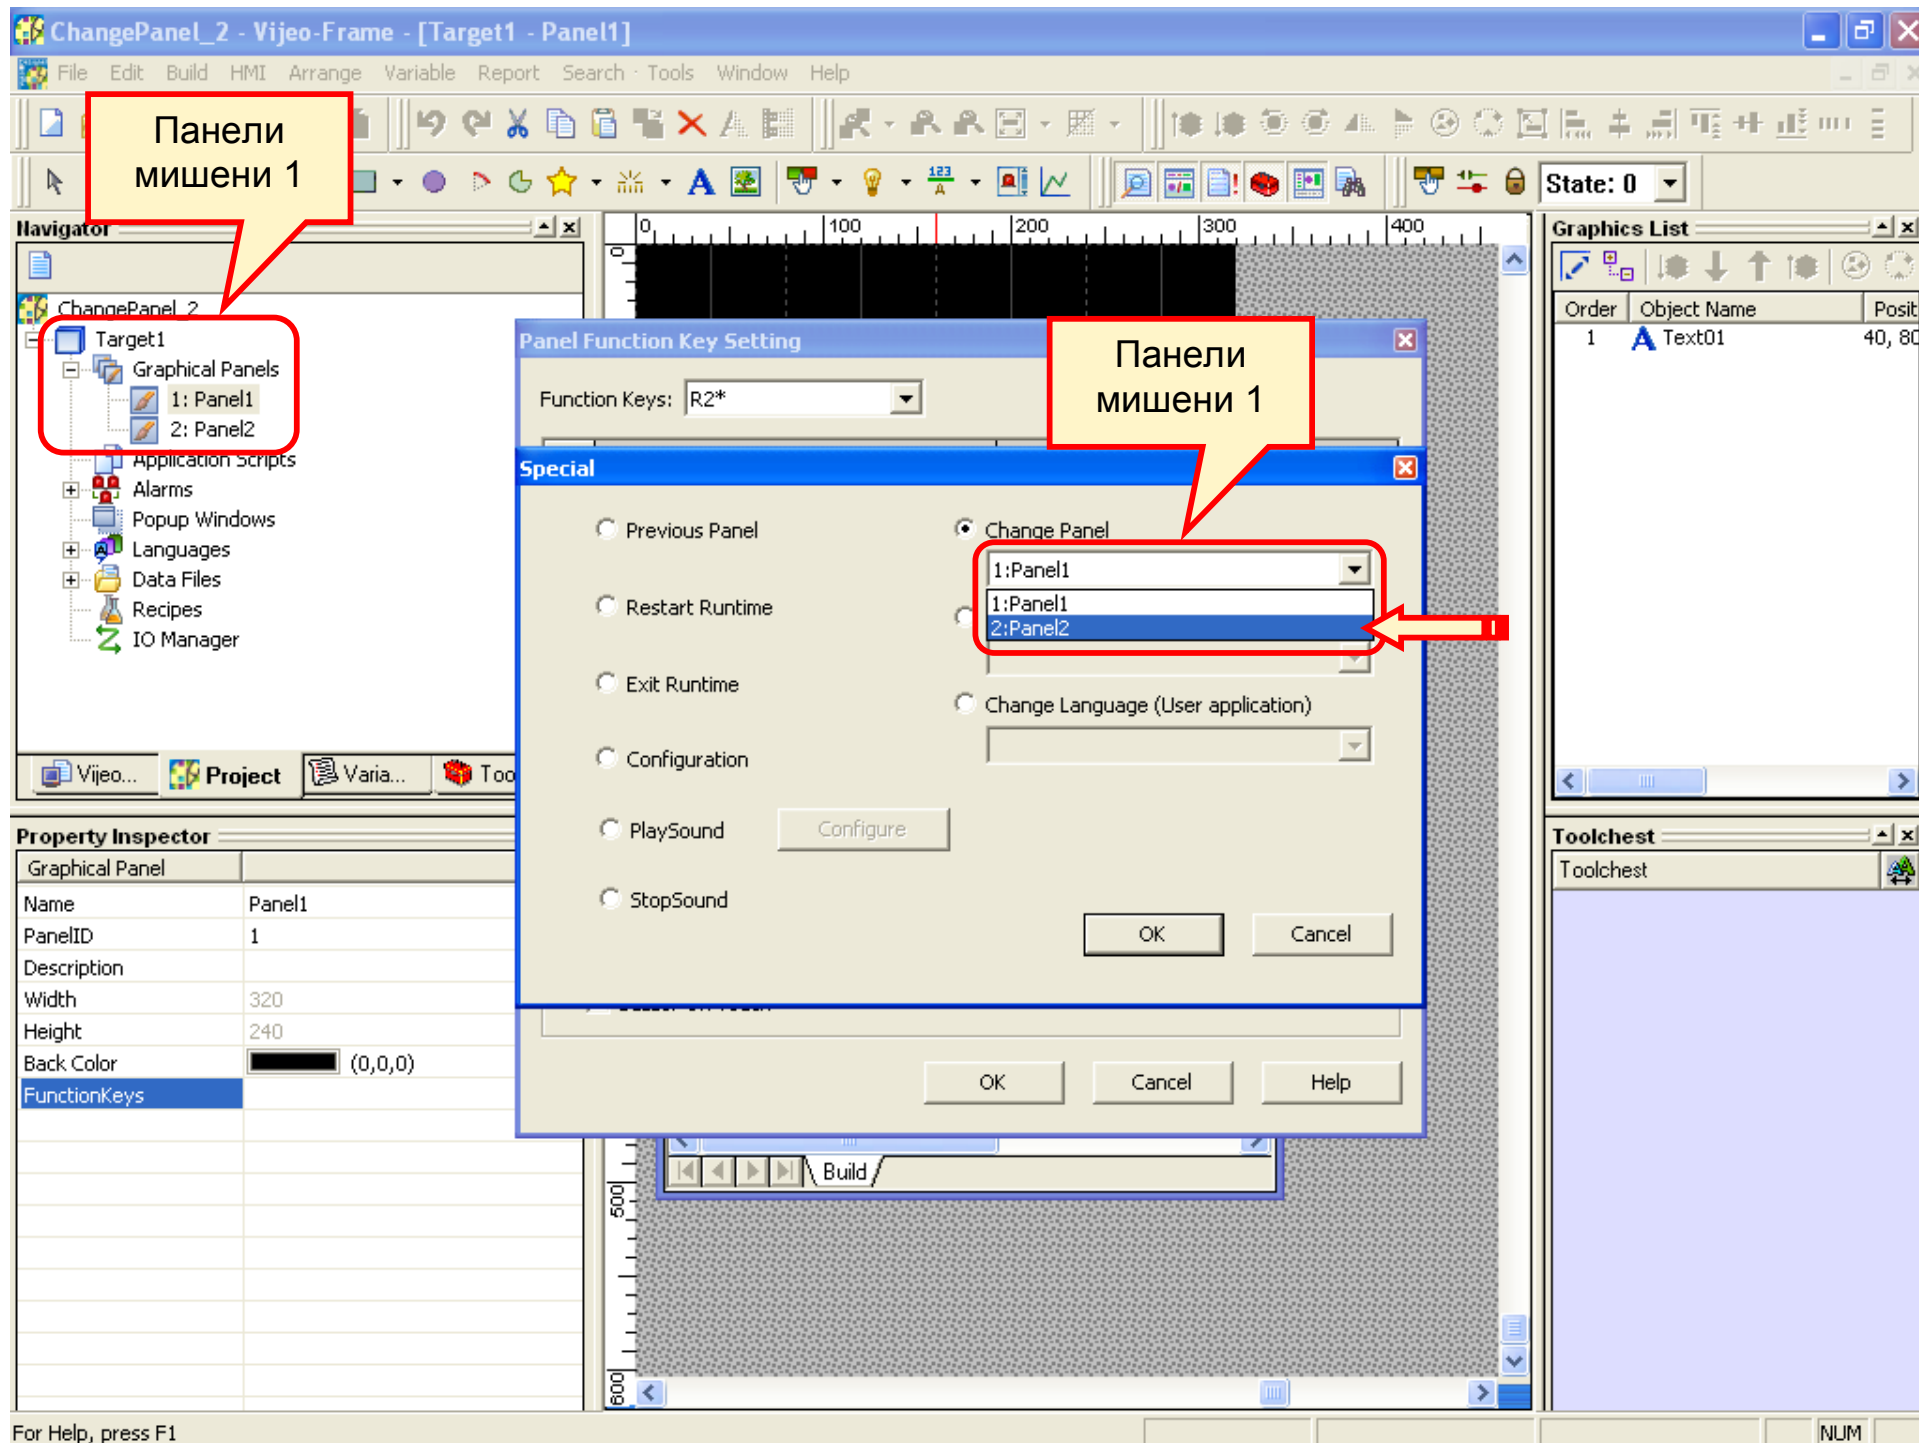 ChangePanel_2 - Vijeo-Frame - [Target1 - Panel1]
File Edit Build HMI Arrange Variable Report Search Tools Window Help
Панели
мишени 1
State: 0
Navigator
ChangePanel_2
Target1
Graphical Panels
1: Panel1
2: Panel2
Application Scripts
Alarms
Popup Windows
Languages
Data Files
Recipes
IO Manager
Vijeo... Project Varia... Too
Property Inspector
Graphical Panel
Name Panel1
PanelID 1
Description
Width 320
Height 240
Back Color (0,0,0)
FunctionKeys
0 100 200 300 400
0
500
600
Panel Function Key Setting
Function Keys: R2*
Панели
мишени 1
Special
Previous Panel
Restart Runtime
Exit Runtime
Configuration
PlaySound Configure
StopSound
Change Panel
1:Panel1
1:Panel1
2:Panel2
Change Language (User application)
OK Cancel
OK Cancel Help
Build
Graphics List
Order Object Name Posit
1 Text01 40, 80
Toolchest
Toolchest
For Help, press F1
NUM